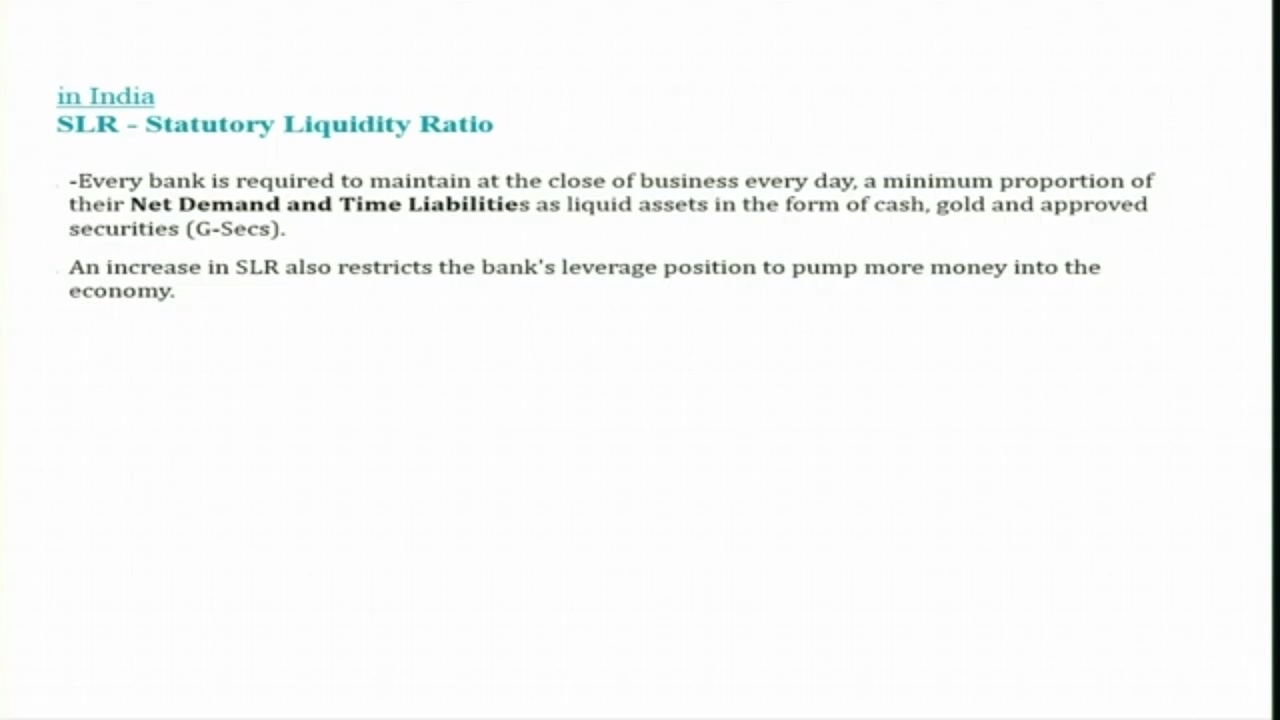 in India
SLR - Statutory Liquidity Ratio
-Every bank is required to maintain at the close of business every day, a minimum proportion of
their Net Demand and Time Liabilities as liquid assets in the form of cash, gold and approved
securities (G-Secs).
An increase in SLR also restricts the bank's leverage position to pump more money into the
economy.